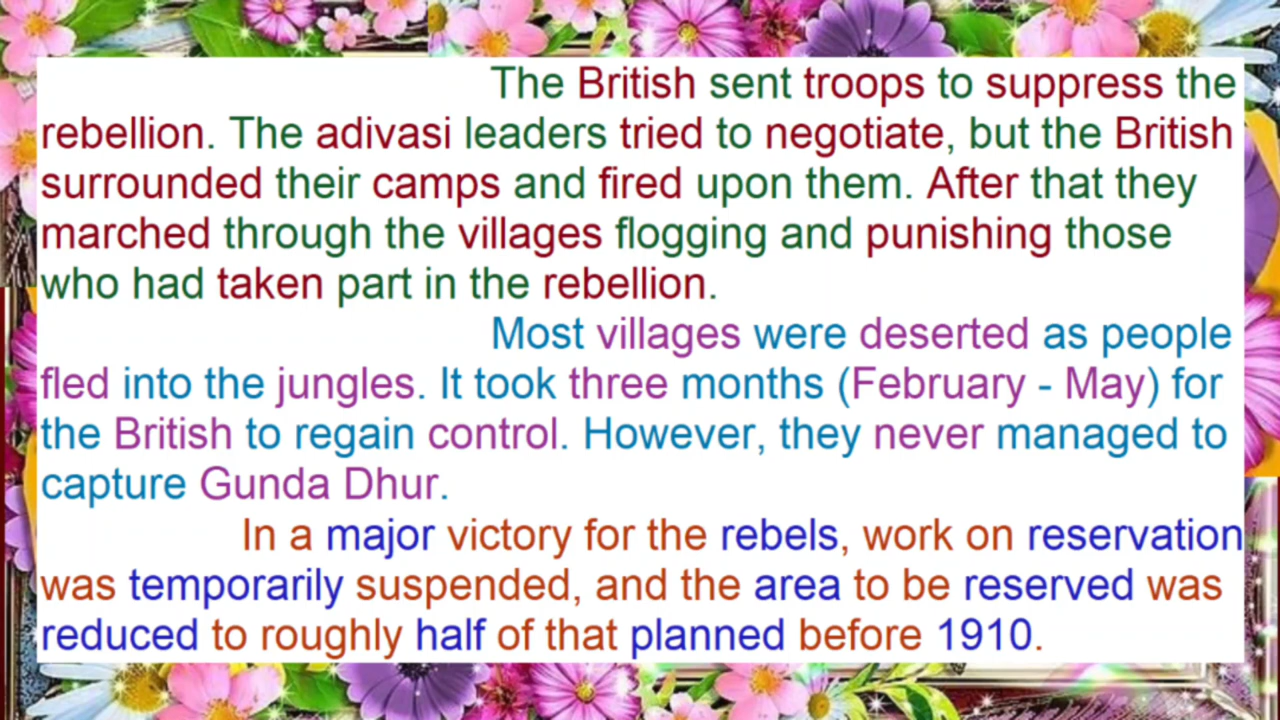 The British sent troops to suppress the
rebellion. The adivasi leaders tried to negotiate, but the British
surrounded their camps and fired upon them. After that they
marched through the villages flogging and punishing those
who had taken part in the rebellion.
Most villages were deserted as people
fled into the jungles. It took three months (February - May) for
the British to regain control. However, they never managed to
capture Gunda Dhur.
In a major victory for the rebels, work on reservation
was temporarily suspended, and the area to be reserved was
reduced to roughly half of that planned before 1910.